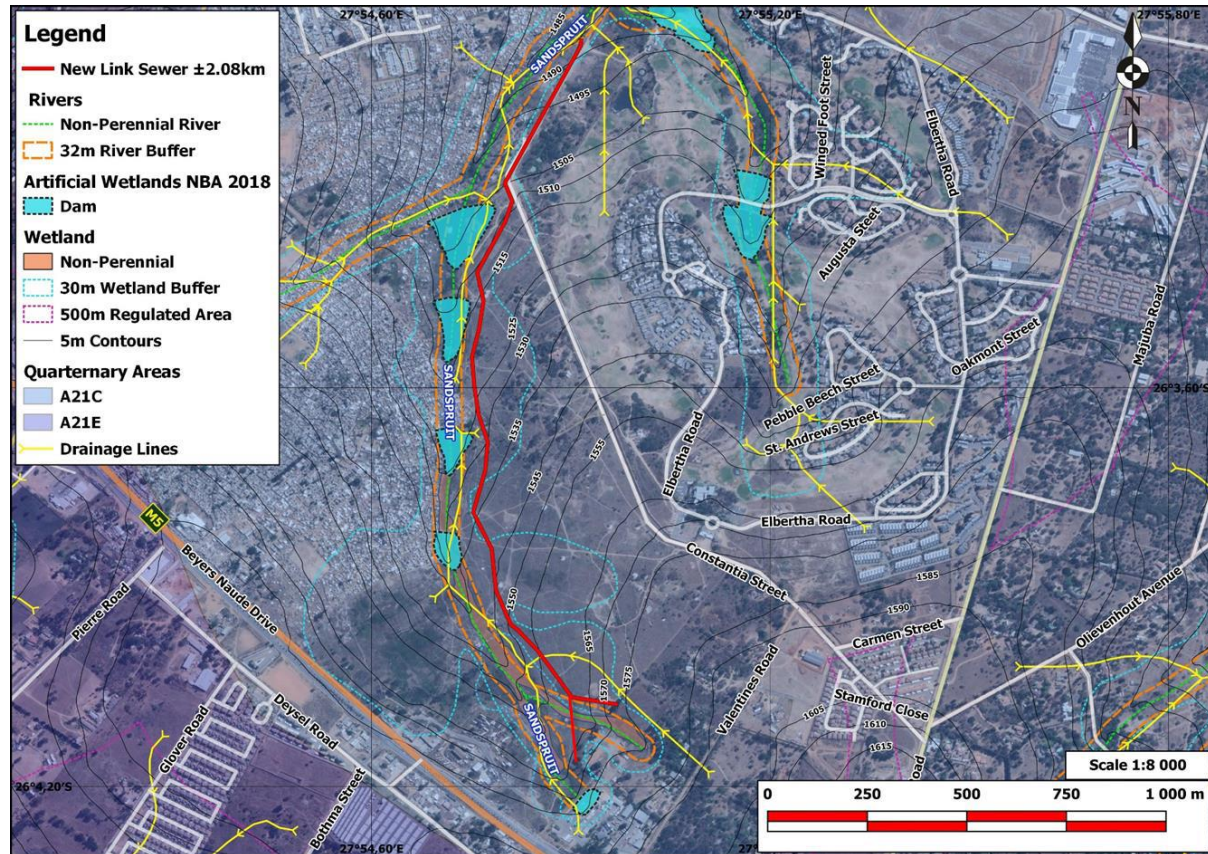 27°54,60'E
27°55,20'E
27°55,80'E
Legend
New Link Sewer ±2.08km
Rivers
Non-Perennial River
32m River Buffer
Artificial Wetlands NBA 2018
Dam
Wetland
Non-Perennial
30m Wetland Buffer
500m Regulated Area
5m Contours
Quarternary Areas
A21C
A21E
Drainage Lines
N
SANDSPRUIT
1485
1490
1495
1505
1510
1515
1525
1530
1535
1545
1555
1550
1565
1570
1575
1585
1590
1605
1610
1615
Winged Foot Street
Elbertha Road
Augusta Steet
Majuba Road
Oakmont Street
26°3,60'S
SANDSPRUIT
Pebble Beech Street
St. Andrews Street
Elbertha Road
Elbertha Road
M5
Beyers Naude Drive
Pierre Road
Constantia Street
Olievenhout Avenue
Carmen Street
Valentines Road
Stamford Close
SANDSPRUIT
Deysel Road
Glover Road
Bothma Street
Road
26°4,20'S
27°54,60'E
Scale 1:8 000
0 250 500 750 1 000 m